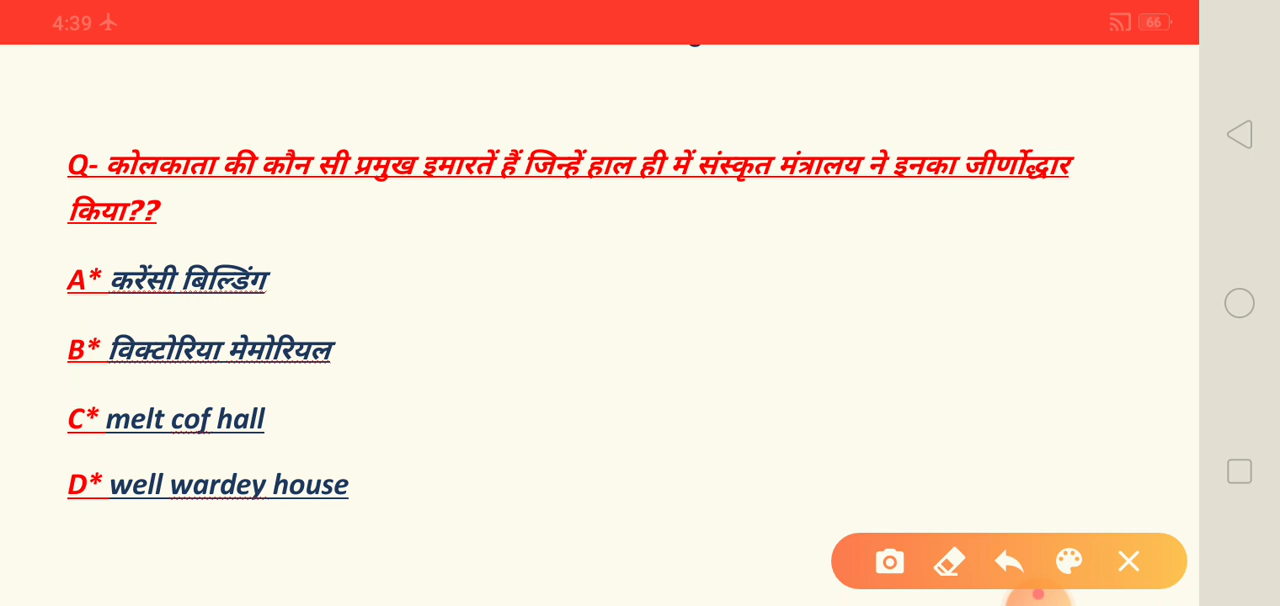 4:39
66
Q- कोलकाता की कौन सी प्रमुख इमारतें हैं जिन्हें हाल ही में संस्कृत मंत्रालय ने इनका जीर्णोद्धार
किया??
A* करेंसी बिल्डिंग
B* विक्टोरिया मेमोरियल
C* melt cof hall
D* well wardey house